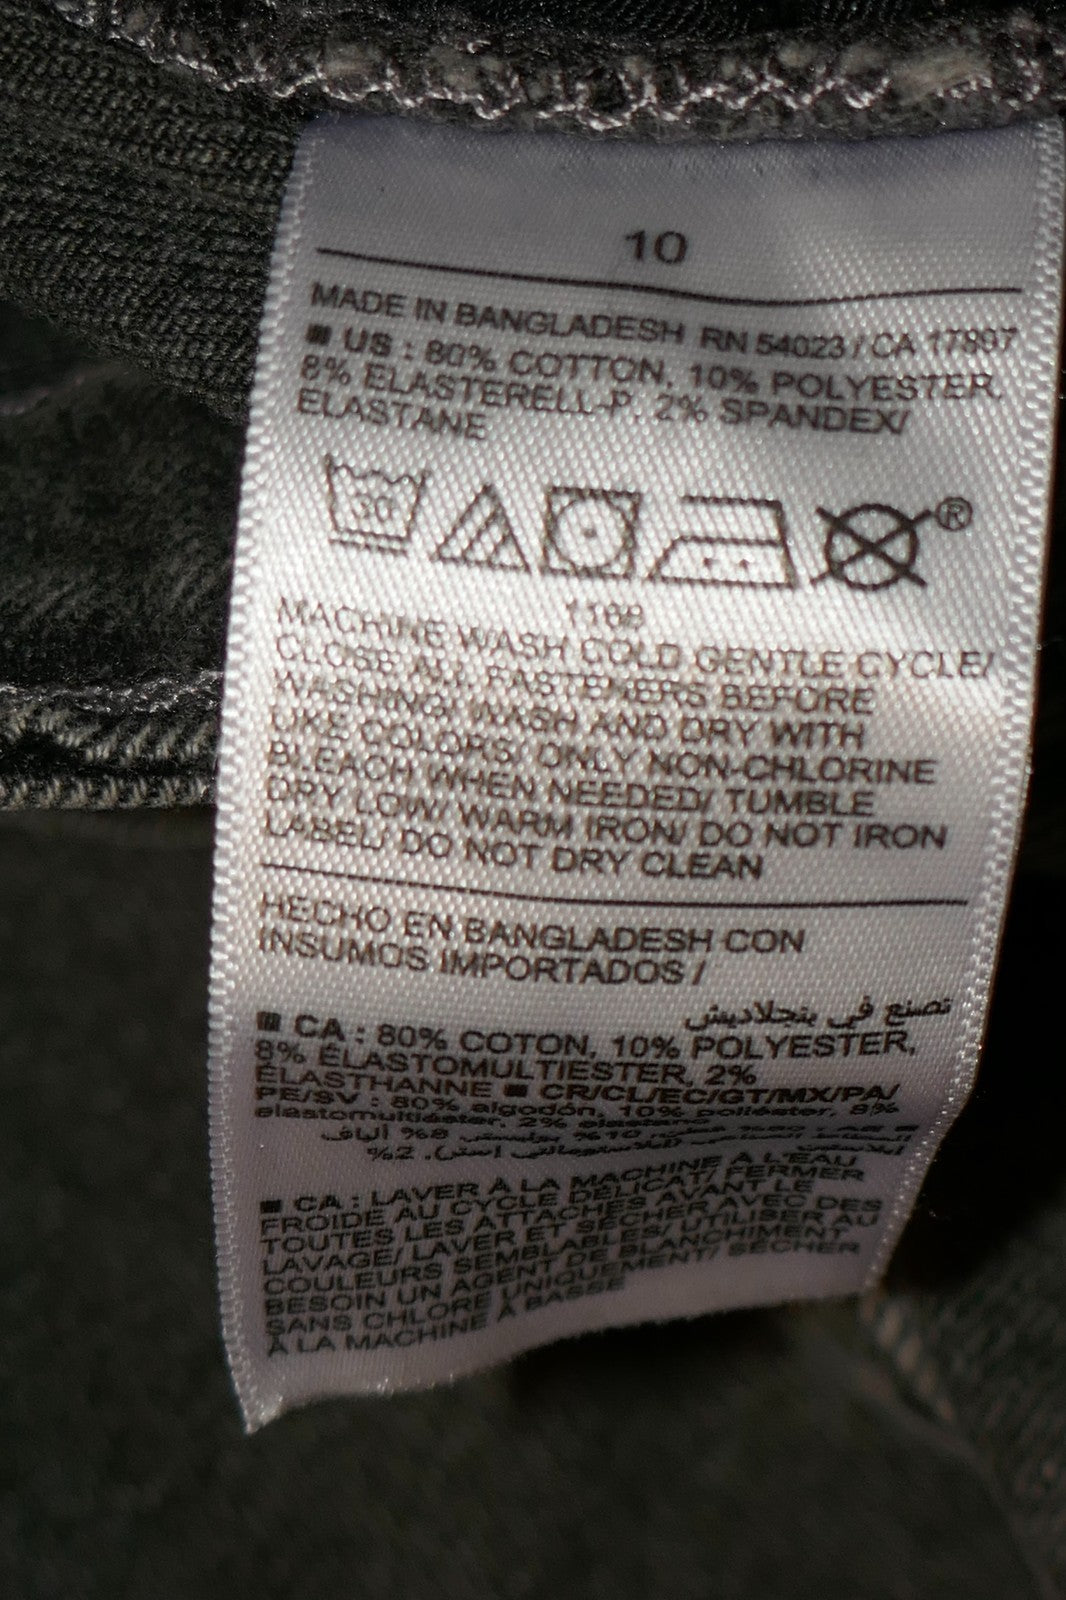 10
MADE IN BANGLADESH RN 54023 / CA 17897
US : 80% COTTON, 10% POLYESTER,
8% ELASTERELL-P, 2% SPANDEX/
ELASTANE
30
®
1168
MACHINE WASH COLD GENTLE CYCLE/
CLOSE ALL FASTENERS BEFORE
WASHING, WASH AND DRY WITH
LIKE COLORS/ ONLY NON-CHLORINE
BLEACH WHEN NEEDED/ TUMBLE
DRY LOW/ WARM IRON/ DO NOT IRON
LABEL/ DO NOT DRY CLEAN
HECHO EN BANGLADESH CON
INSUMOS IMPORTADOS /
تصنع في بنجلاديش
CA : 80% COTON, 10% POLYESTER,
8% ÉLASTOMULTIESTER, 2%
ÉLASTHANNE ■ CR/CL/EC/GT/MX/PA/
PE/SV : 80% algodón, 10% poliéster, 8%
elastomultiéster, 2% elastano
8% ألياف
2%
CA : LAVER À LA MACHINE À L'EAU
FROIDE AU CYCLE DÉLICAT/ FERMER
TOUTES LES ATTACHES AVANT LE
LAVAGE/ LAVER ET SÉCHER AVEC DES
COULEURS SEMBLABLES/ UTILISER AU
BESOIN UN AGENT DE BLANCHIMENT
SANS CHLORE UNIQUEMENT/ SÉCHER
À LA MACHINE À BASSE